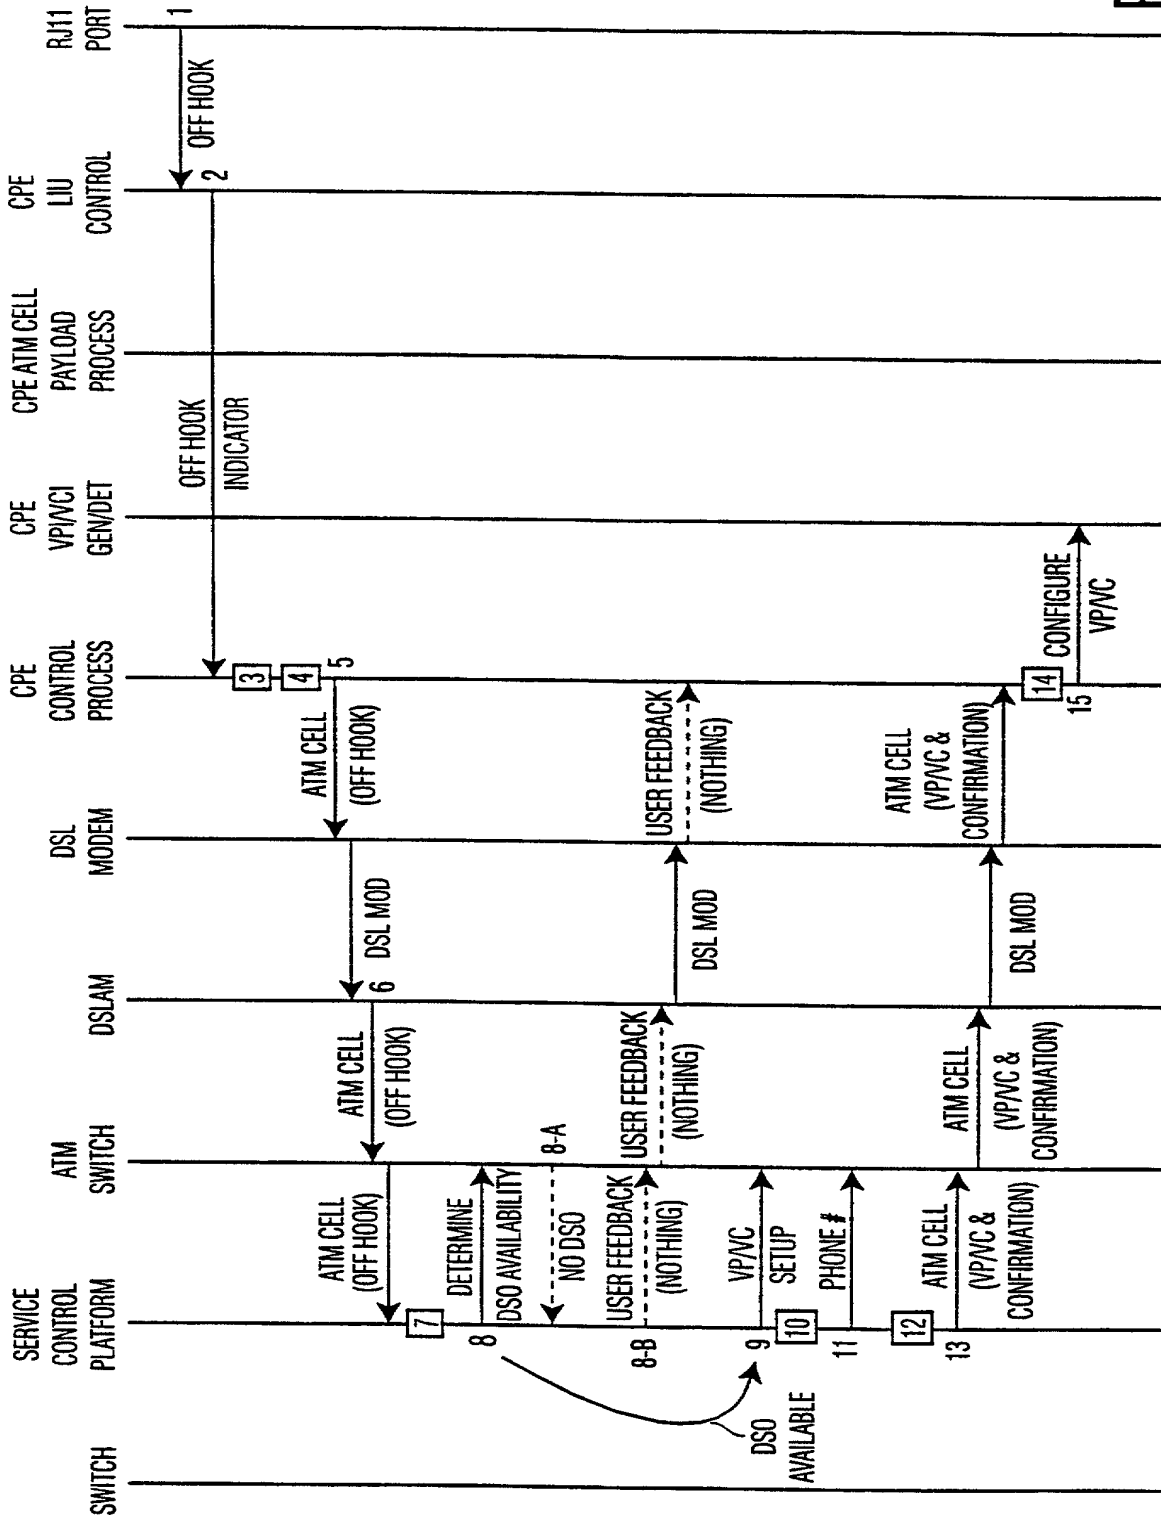 SWITCH
SERVICE
CONTROL
PLATFORM
ATM
SWITCH
DSLAM
DSL
MODEM
CPE
CONTROL
PROCESS
CPE
VPI/VCI
GEN/DET
CPE ATM CELL
PAYLOAD
PROCESS
CPE
LIU
CONTROL
RJ11
PORT
1
OFF HOOK
2
OFF HOOK
INDICATOR
3
4
5
ATM CELL
(OFF HOOK)
DSL MOD
6
ATM CELL
(OFF HOOK)
ATM CELL
(OFF HOOK)
7
8
DETERMINE
DSO AVAILABILITY
8-A
NO DSO
8-B
USER FEEDBACK
(NOTHING)
USER FEEDBACK
(NOTHING)
DSL MOD
USER FEEDBACK
(NOTHING)
DSO
AVAILABLE
9
VP/VC
SETUP
10
11
PHONE #
12
13
ATM CELL
(VP/VC &
CONFIRMATION)
ATM CELL
(VP/VC &
CONFIRMATION)
DSL MOD
ATM CELL
(VP/VC &
CONFIRMATION)
14
15
CONFIGURE
VP/VC